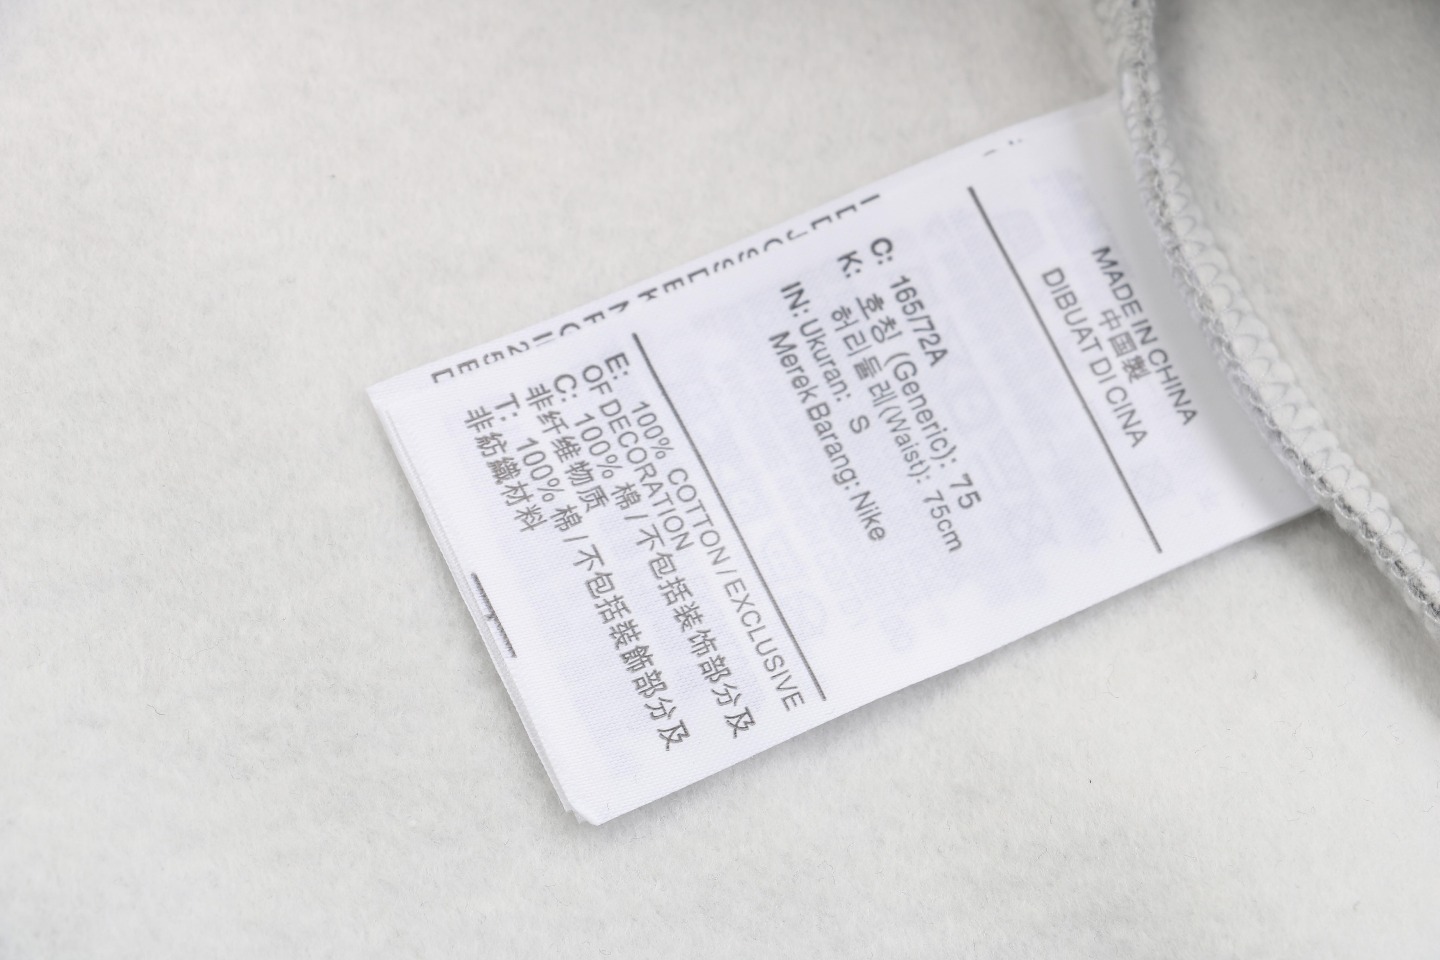 MADE IN CHINA
中国製
DIBUAT DI CINA
C: 165/72A
K: 호칭 (Generic): 75
허리둘레(Waist): 75cm
IN: Ukuran: S
Merek Barang: Nike
E: 100% COTTON / EXCLUSIVE
OF DECORATION
C: 100% 棉 / 不包括装饰部分及
非纤维物质
T: 100% 棉 / 不包括裝飾部分及
非紡織材料